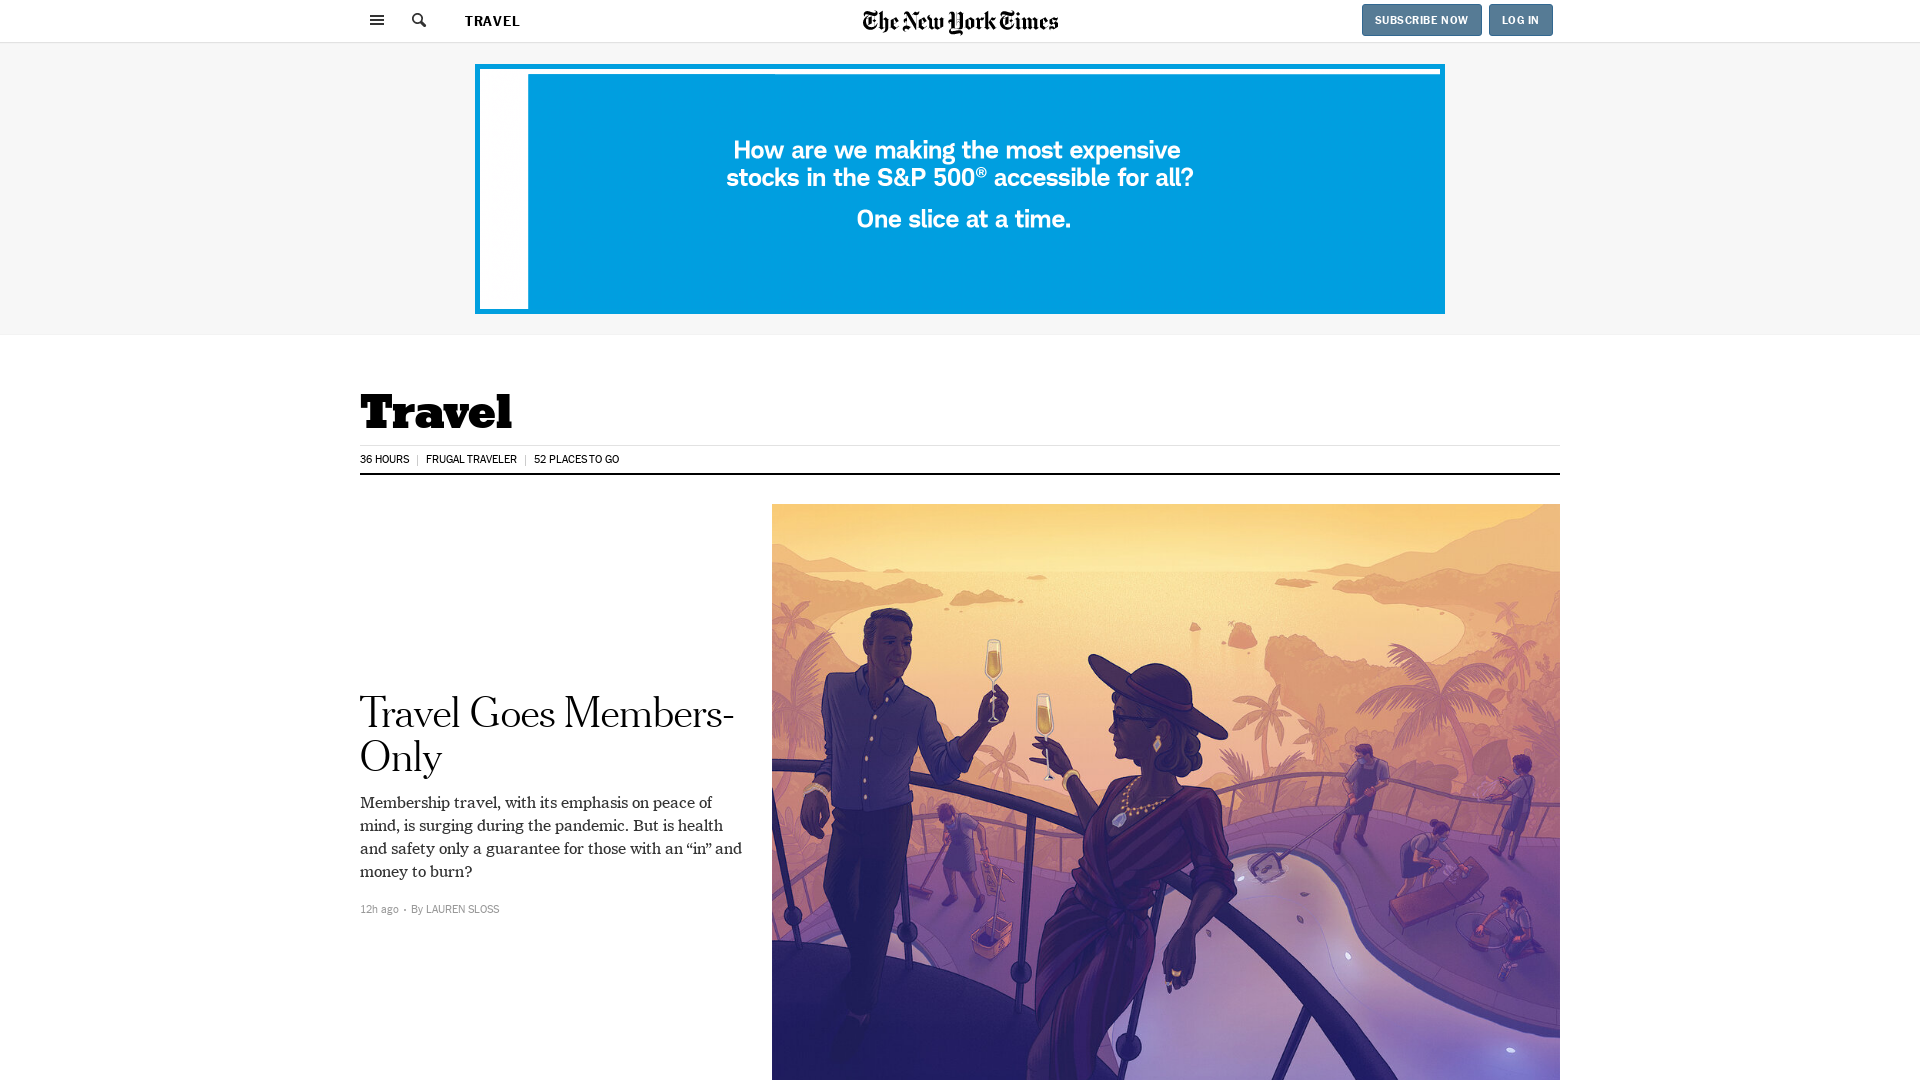 TRAVEL
The New York Times
SUBSCRIBE NOW
LOG IN
How are we making the most expensive
stocks in the S&P 500® accessible for all?
One slice at a time.
Travel
36 HOURS
FRUGAL TRAVELER
52 PLACES TO GO
Travel Goes Members-
Only
Membership travel, with its emphasis on peace of
mind, is surging during the pandemic. But is health
and safety only a guarantee for those with an “in” and
money to burn?
12h ago • By LAUREN SLOSS